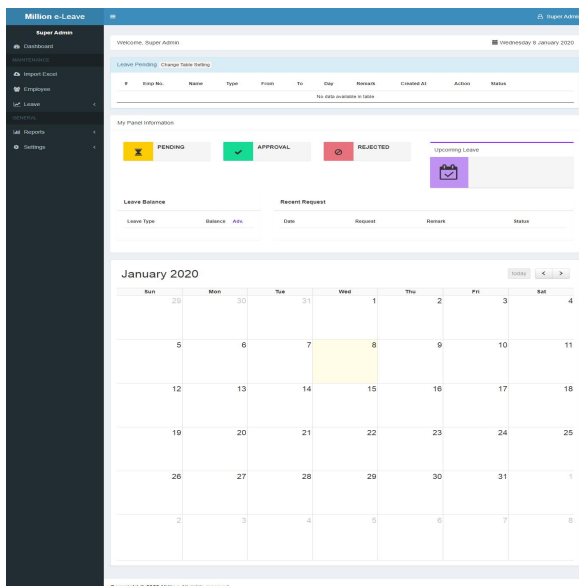 Million e-Leave
Super Admin
Super Admin
Dashboard
MAINTENANCE
Import Excel
Employee
Leave
GENERAL
Reports
Settings
Welcome, Super Admin
Wednesday 8 January 2020
Leave Pending Change Table Setting
# Emp No. Name Type From To Day Remark Created At Action Status
No data available in table
My Panel Information
PENDING
APPROVAL
REJECTED
Upcoming Leave
Leave Balance
Recent Request
Leave Type Balance Adv.
Date Request Remark Status
January 2020
today < >
Sun Mon Tue Wed Thu Fri Sat
29 30 31 1 2 3 4
5 6 7 8 9 10 11
12 13 14 15 16 17 18
19 20 21 22 23 24 25
26 27 28 29 30 31 1
2 3 4 5 6 7 8